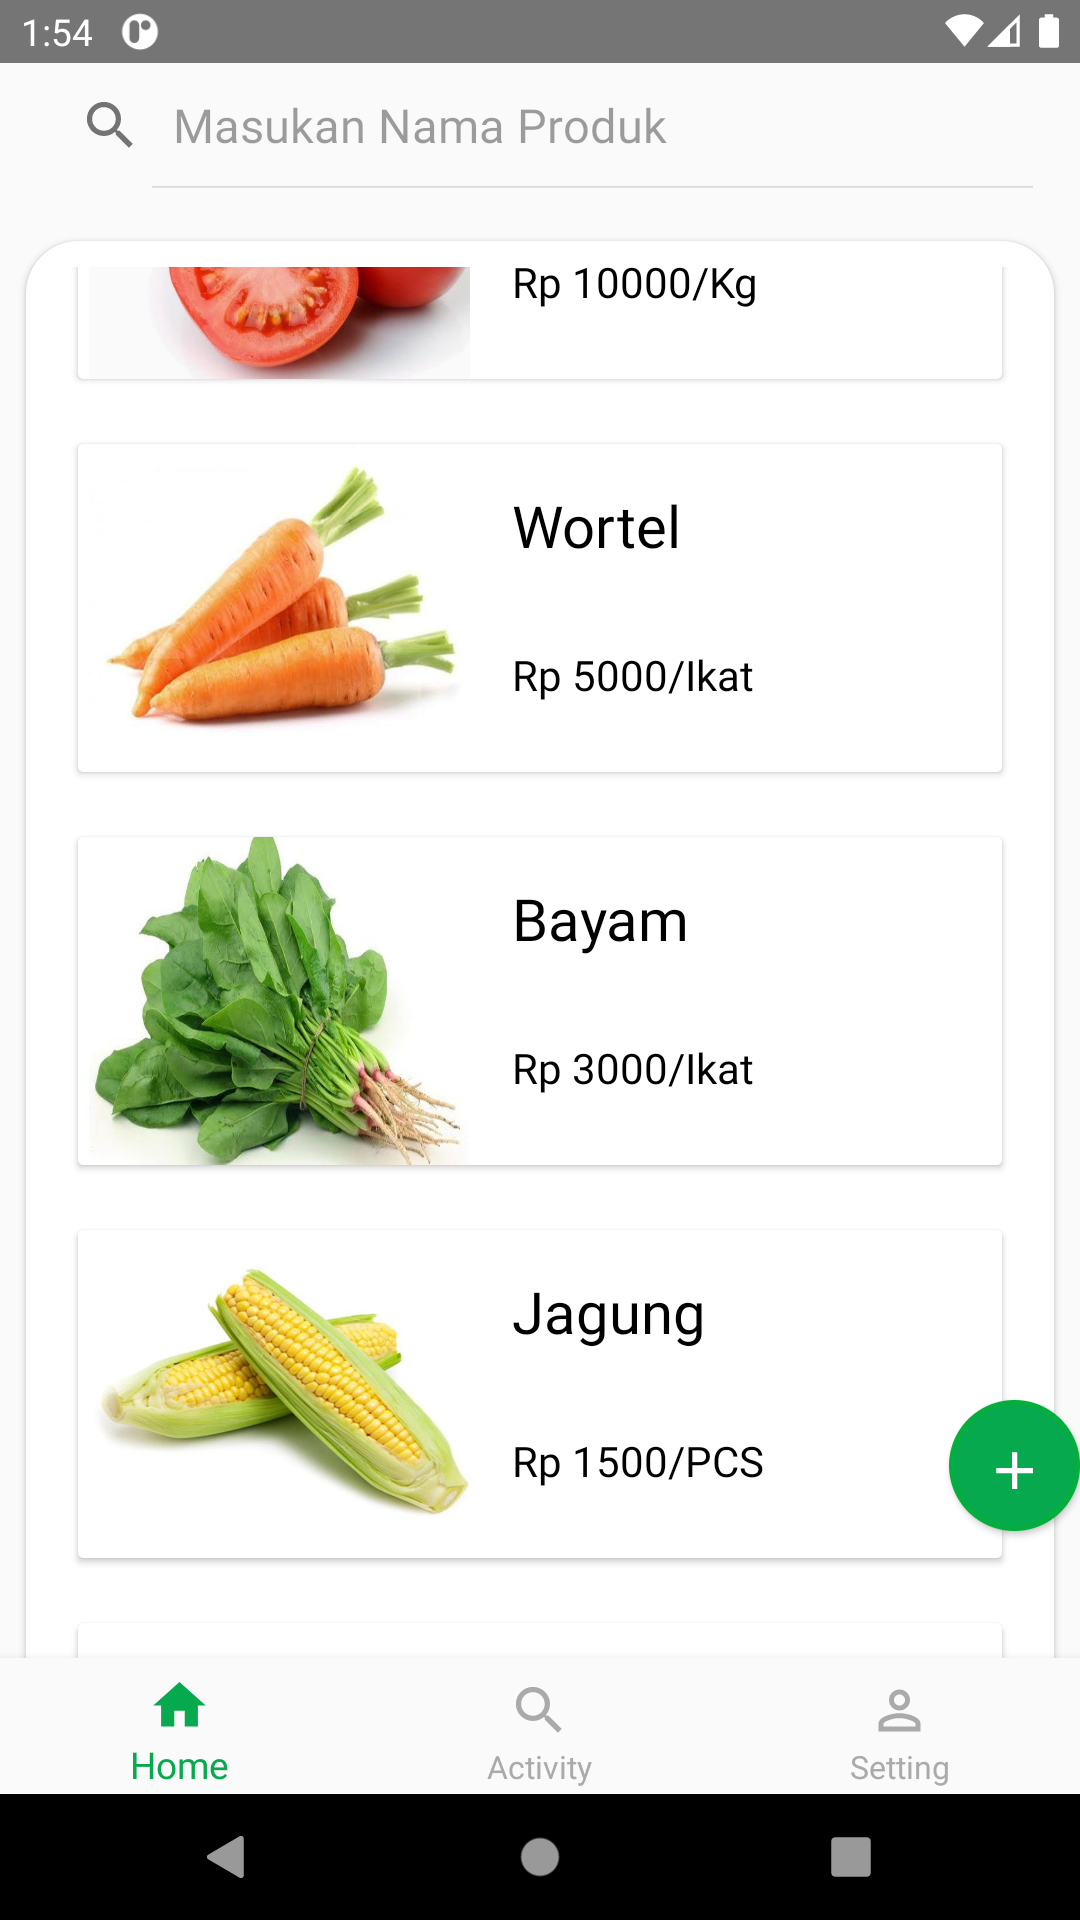 1:54
Masukan Nama Produk
Rp 10000/Kg
Wortel
Rp 5000/Ikat
Bayam
Rp 3000/Ikat
Jagung
Rp 1500/PCS
+
Home
Activity
Setting